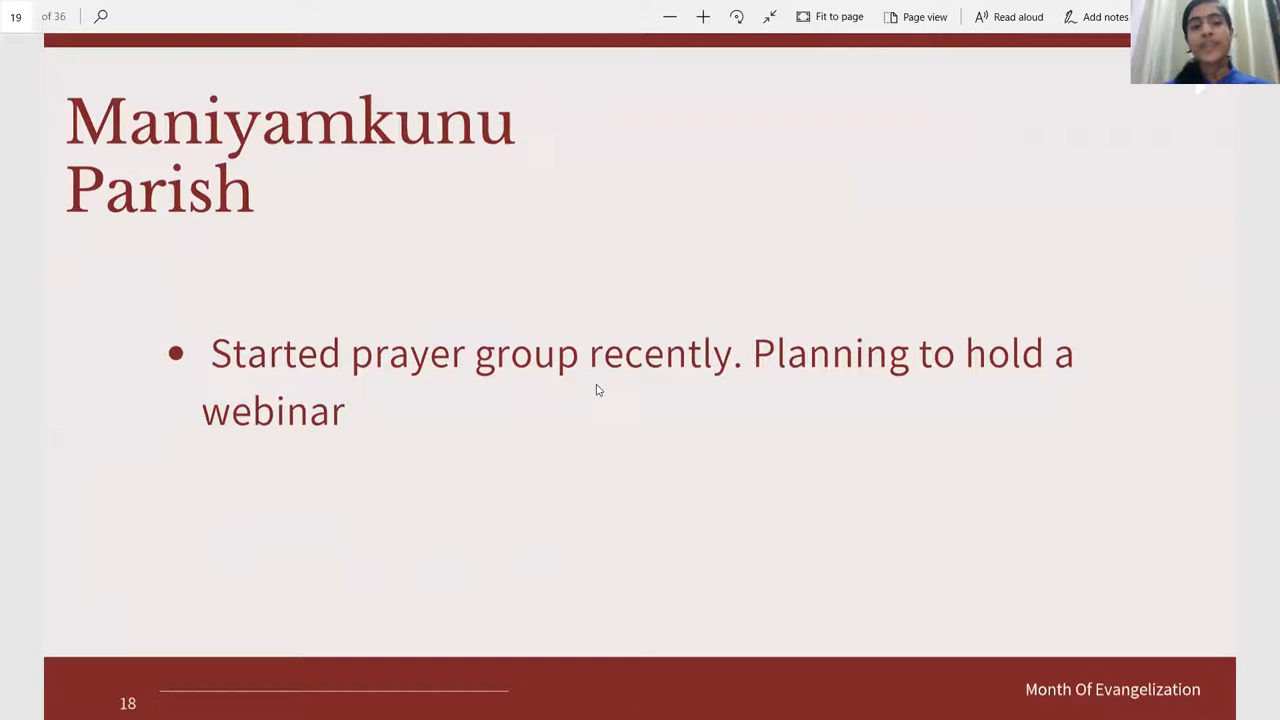 19 of 36 Fit to page Page view Read aloud Add notes
Maniyamkunu
Parish
• Started prayer group recently. Planning to hold a
webinar
18 Month Of Evangelization